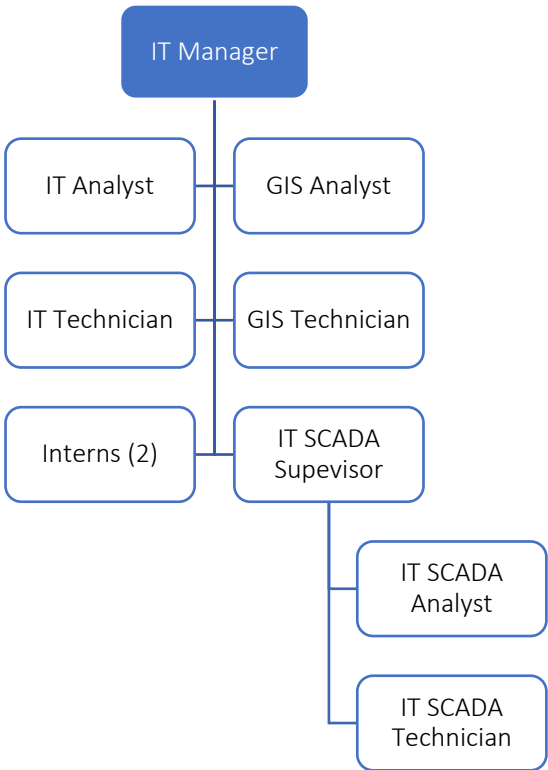 IT Manager
IT Analyst
GIS Analyst
IT Technician
GIS Technician
Interns (2)
IT SCADA
Supevisor
IT SCADA
Analyst
IT SCADA
Technician